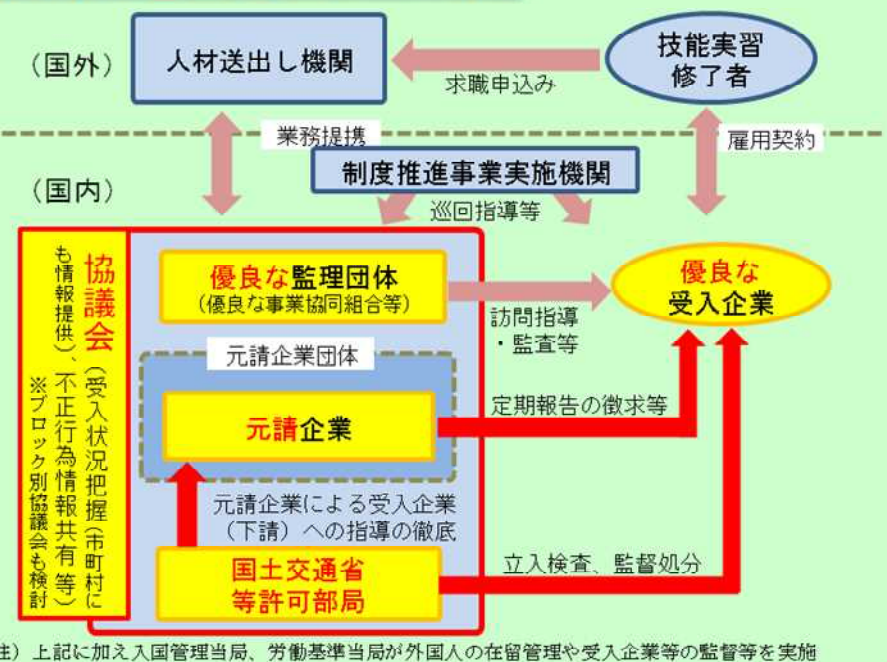 （国外）
人材送出し機関
技能実習
修了者
求職申込み
業務提携
雇用契約
（国内）
制度推進事業実施機関
巡回指導等
協議会（受入状況把握（市町村に
も情報提供）、不正行為情報共有等）
※ブロック別協議会も検討
優良な監理団体
（優良な事業協同組合等）
優良な
受入企業
訪問指導
・監査等
元請企業団体
元請企業
定期報告の徴求等
元請企業による受入企業
（下請）への指導の徹底
国土交通省
等許可部局
立入検査、監督処分
注）上記に加え入国管理当局、労働基準当局が外国人の在留管理や受入企業等の監督等を実施